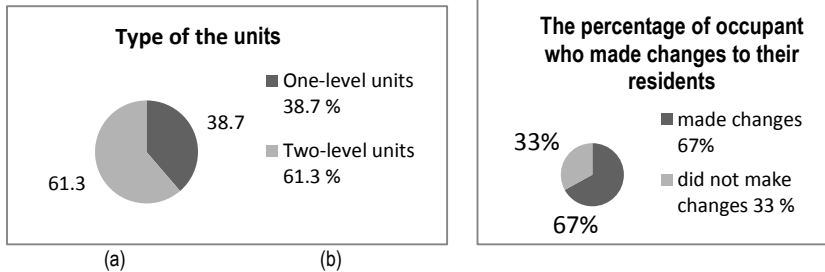 Type of the units
One-level units
38.7 %
38.7
Two-level units
61.3 %
61.3
(a)
(b)
The percentage of occupant
who made changes to their
residents
made changes
67%
33%
did not make
changes 33 %
67%